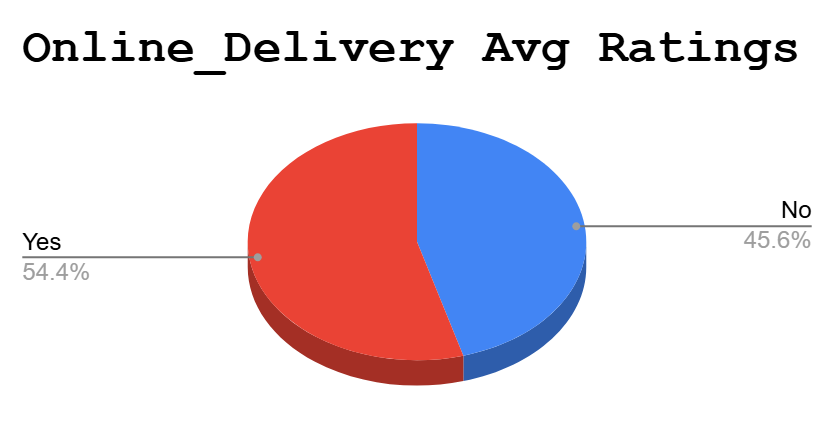 Online_Delivery Avg Ratings
No
45.6%
Yes
54.4%